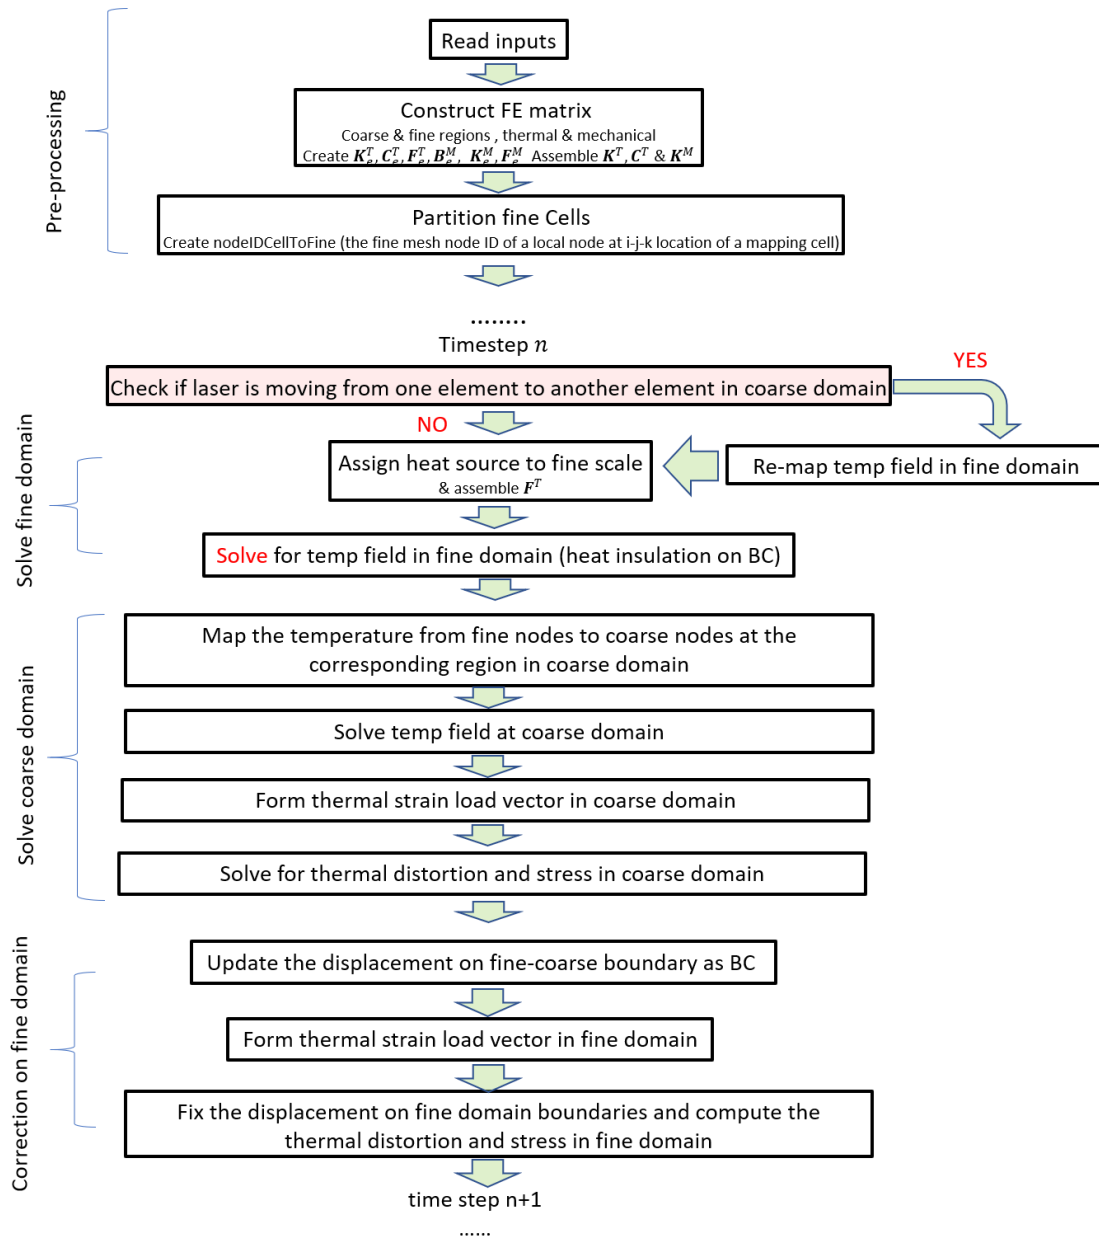 Read inputs
Construct FE matrix
Coarse & fine regions , thermal & mechanical
Create K_e^T, C_e^T, F_e^T, B_e^M, K_e^M, F_e^M Assemble K^T, C^T & K^M
Pre-processing
Partition fine Cells
Create nodeIDCellToFine (the fine mesh node ID of a local node at i-j-k location of a mapping cell)
........
Timestep n
Check if laser is moving from one element to another element in coarse domain
YES
NO
Re-map temp field in fine domain
Solve fine domain
Assign heat source to fine scale
& assemble F^T
Solve for temp field in fine domain (heat insulation on BC)
Solve coarse domain
Map the temperature from fine nodes to coarse nodes at the
corresponding region in coarse domain
Solve temp field at coarse domain
Form thermal strain load vector in coarse domain
Solve for thermal distortion and stress in coarse domain
Correction on fine domain
Update the displacement on fine-coarse boundary as BC
Form thermal strain load vector in fine domain
Fix the displacement on fine domain boundaries and compute the
thermal distortion and stress in fine domain
time step n+1
......